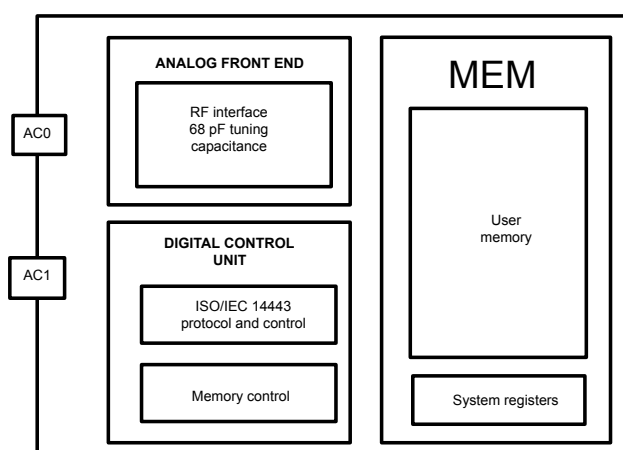 ANALOG FRONT END
RF interface
68 pF tuning
capacitance
AC0
AC1
DIGITAL CONTROL
UNIT
ISO/IEC 14443
protocol and control
Memory control
MEM
User
memory
System registers